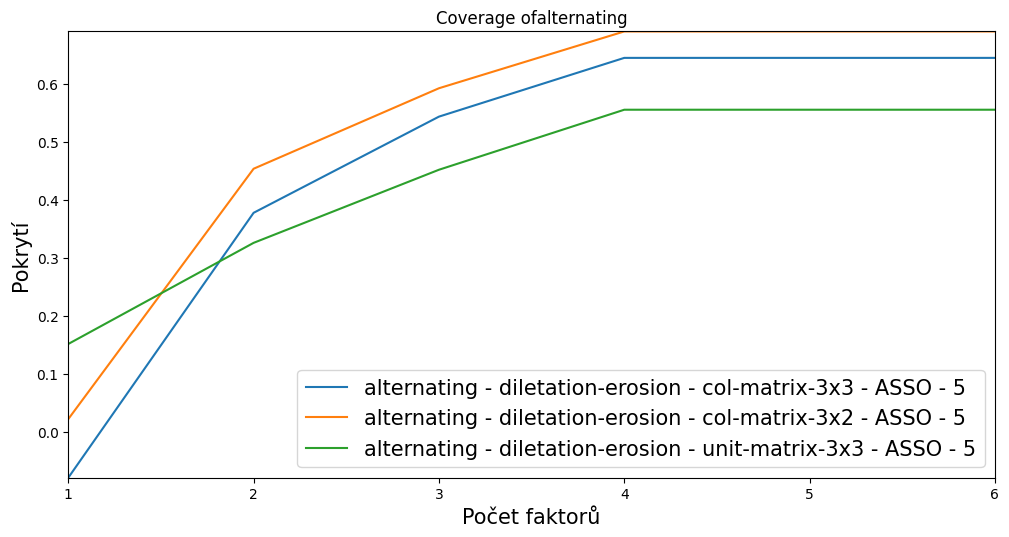 Coverage ofalternating
0.6
0.5
0.4
0.3
0.2
0.1
0.0
Pokrytí
alternating - diletation-erosion - col-matrix-3x3 - ASSO - 5
alternating - diletation-erosion - col-matrix-3x2 - ASSO - 5
alternating - diletation-erosion - unit-matrix-3x3 - ASSO - 5
1 2 3 4 5 6
Počet faktorů